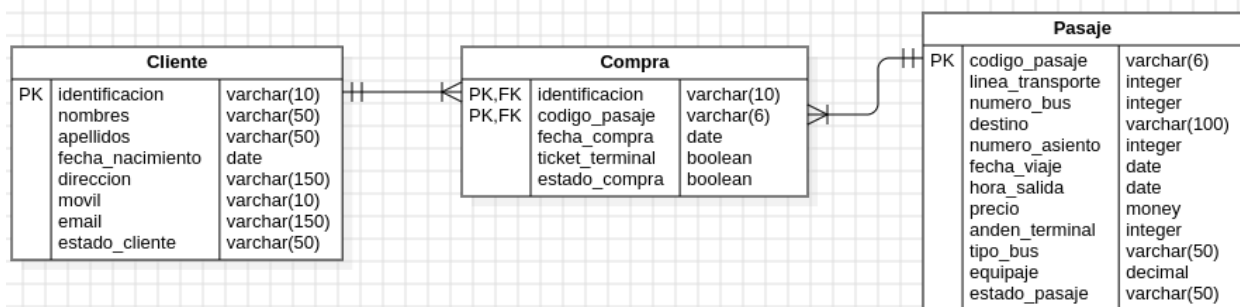 Cliente
PK identificacion varchar(10)
nombres varchar(50)
apellidos varchar(50)
fecha_nacimiento date
direccion varchar(150)
movil varchar(10)
email varchar(150)
estado_cliente varchar(50)
Compra
PK,FK identificacion varchar(10)
PK,FK codigo_pasaje varchar(6)
fecha_compra date
ticket_terminal boolean
estado_compra boolean
Pasaje
PK codigo_pasaje varchar(6)
linea_transporte integer
numero_bus integer
destino varchar(100)
numero_asiento integer
fecha_viaje date
hora_salida date
precio money
anden_terminal integer
tipo_bus varchar(50)
equipaje decimal
estado_pasaje varchar(50)